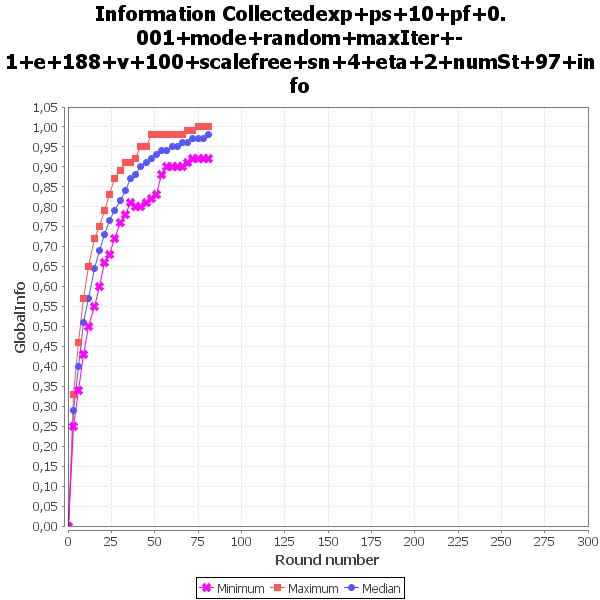 Information Collectedexp+ps+10+pf+0.
001+mode+random+maxIter+-
1+e+188+v+100+scalefree+sn+4+eta+2+numSt+97+in
fo
1,05
1,00
0,95
0,90
0,85
0,80
0,75
0,70
0,65
0,60
0,55
0,50
0,45
0,40
0,35
0,30
0,25
0,20
0,15
0,10
0,05
0,00
GlobalInfo
0 25 50 75 100 125 150 175 200 225 250 275 300
Round number
Minimum Maximum Median